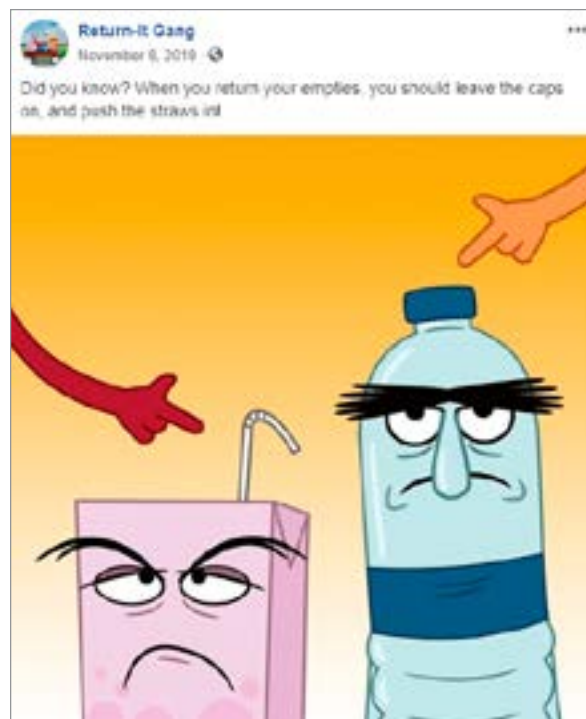 Return-It Gang
November 6, 2019
Did you know? When you return your empties, you should leave the caps
on, and push the straws in!